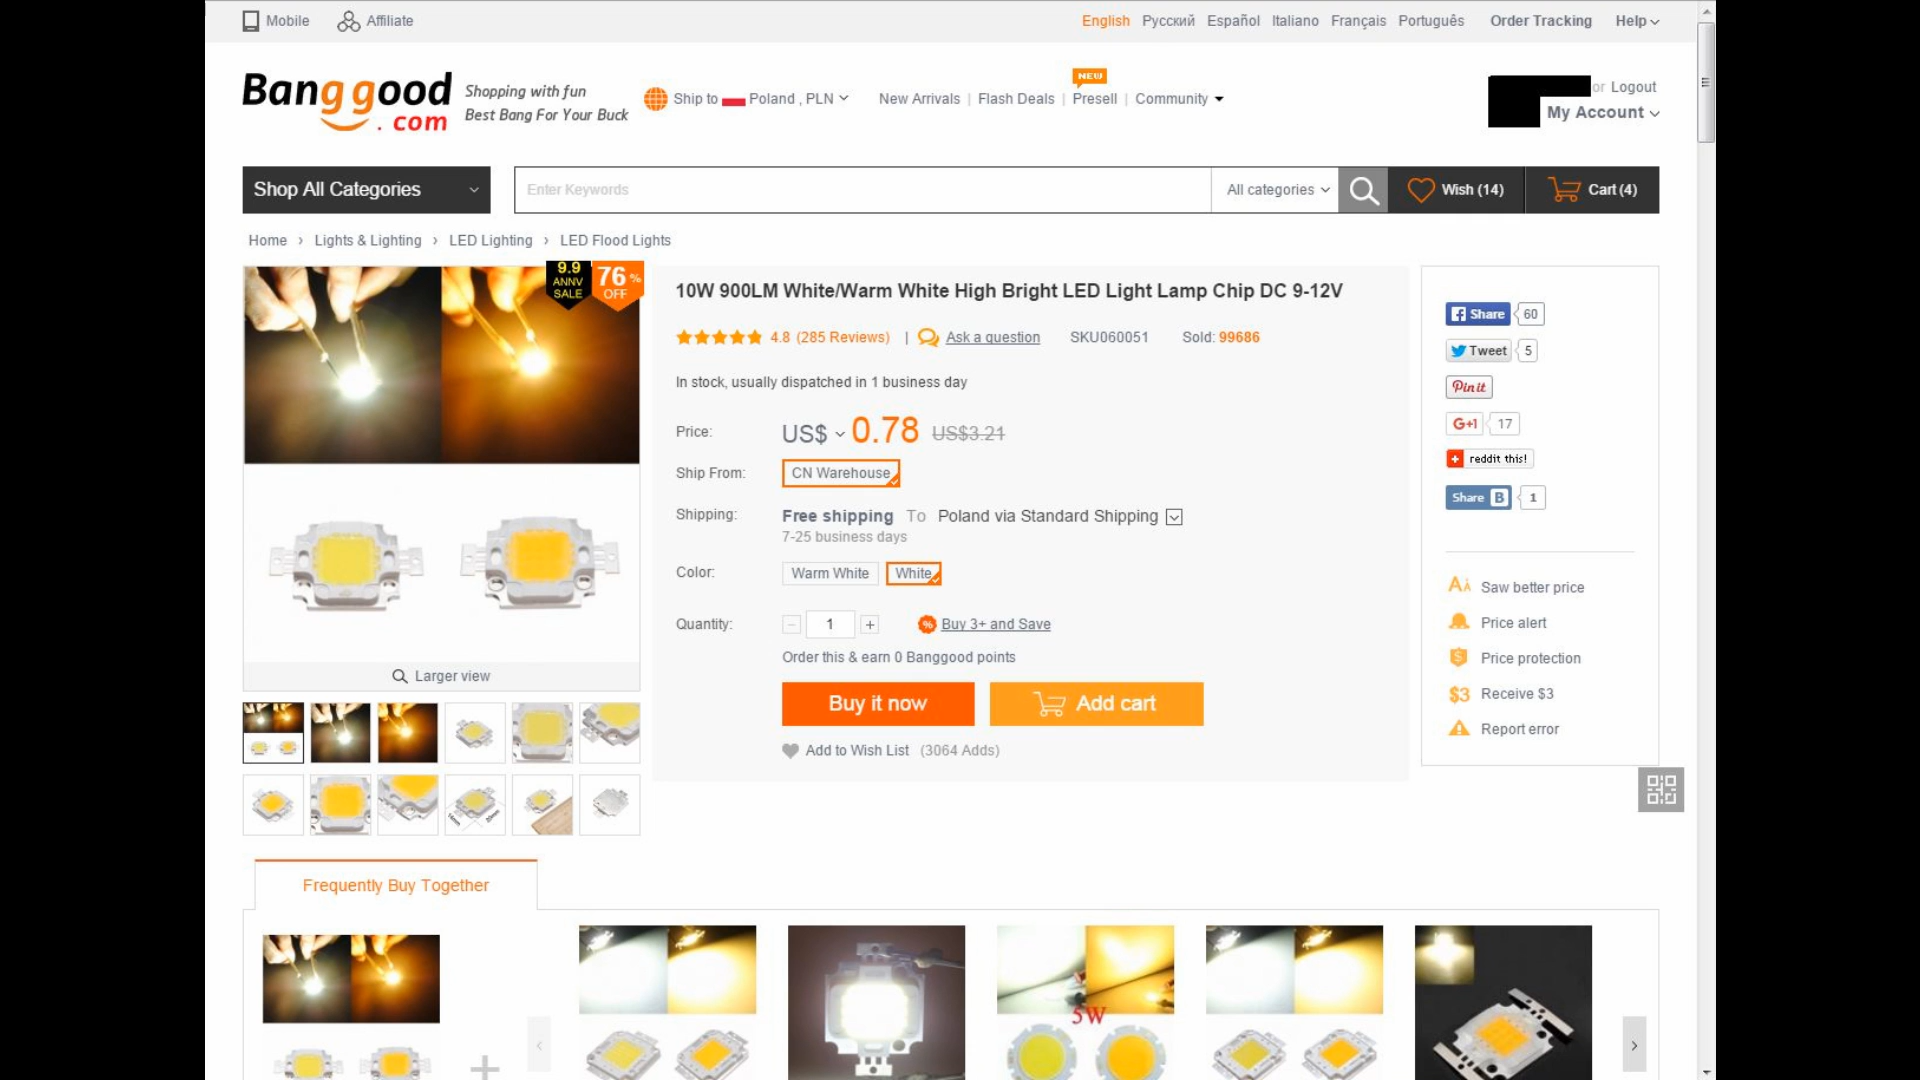 Mobile Affiliate English Русский Español Italiano Français Português Order Tracking Help
Banggood.com Shopping with fun
Best Bang For Your Buck
Ship to Poland , PLN New Arrivals | Flash Deals | Presell | Community
NEW
or Logout
My Account
Shop All Categories Enter Keywords All categories Wish (14) Cart (4)
Home › Lights & Lighting › LED Lighting › LED Flood Lights
9.9 ANNV SALE 76% OFF
10W 900LM White/Warm White High Bright LED Light Lamp Chip DC 9-12V
4.8 (285 Reviews) | Ask a question SKU060051 Sold: 99686
In stock, usually dispatched in 1 business day
Price: US$ 0.78 US$3.21
Ship From: CN Warehouse
Shipping: Free shipping To Poland via Standard Shipping
7-25 business days
Color: Warm White White
Quantity: − 1 + % Buy 3+ and Save
Order this & earn 0 Banggood points
Buy it now Add cart
Add to Wish List (3064 Adds)
Larger view
Share 60
Tweet 5
Pin it
G+1 17
reddit this!
Share B 1
Saw better price
Price alert
Price protection
$3 Receive $3
Report error
16mm 20mm
Frequently Buy Together
5W